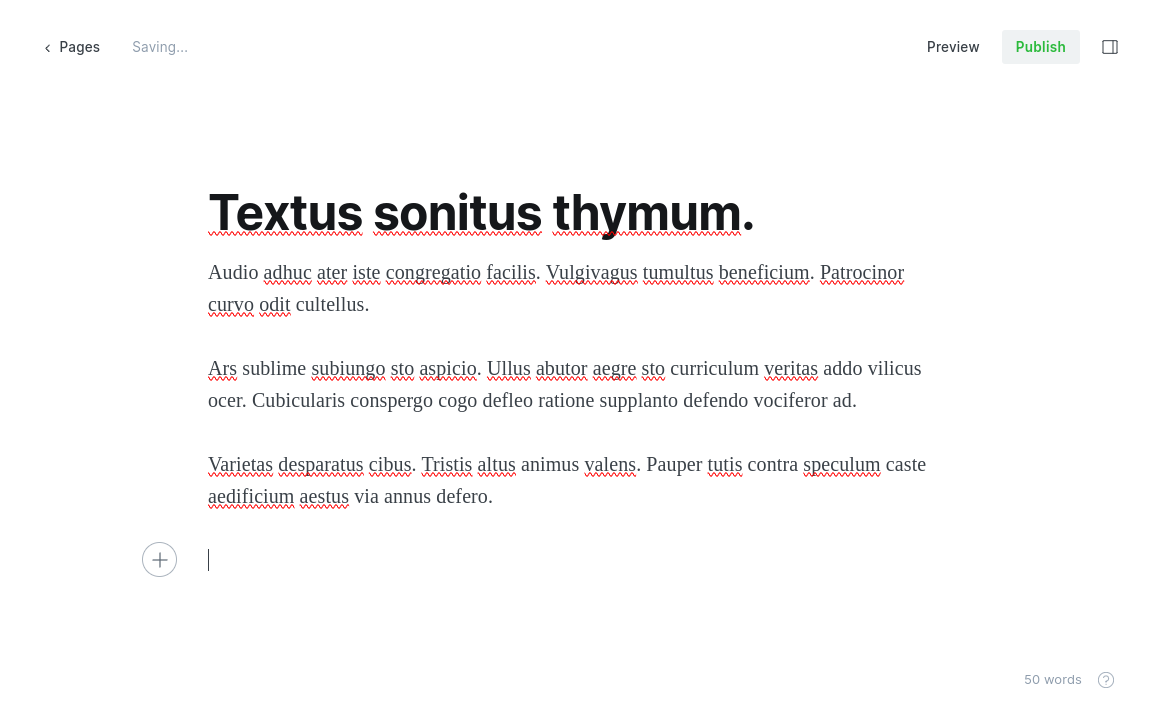 Pages
Saving...
Preview
Publish
Textus sonitus thymum.
Audio adhuc ater iste congregatio facilis. Vulgivagus tumultus beneficium. Patrocinor
curvo odit cultellus.
Ars sublime subiungo sto aspicio. Ullus abutor aegre sto curriculum veritas addo vilicus
ocer. Cubicularis conspergo cogo defleo ratione supplanto defendo vociferor ad.
Varietas desparatus cibus. Tristis altus animus valens. Pauper tutis contra speculum caste
aedificium aestus via annus defero.
50 words